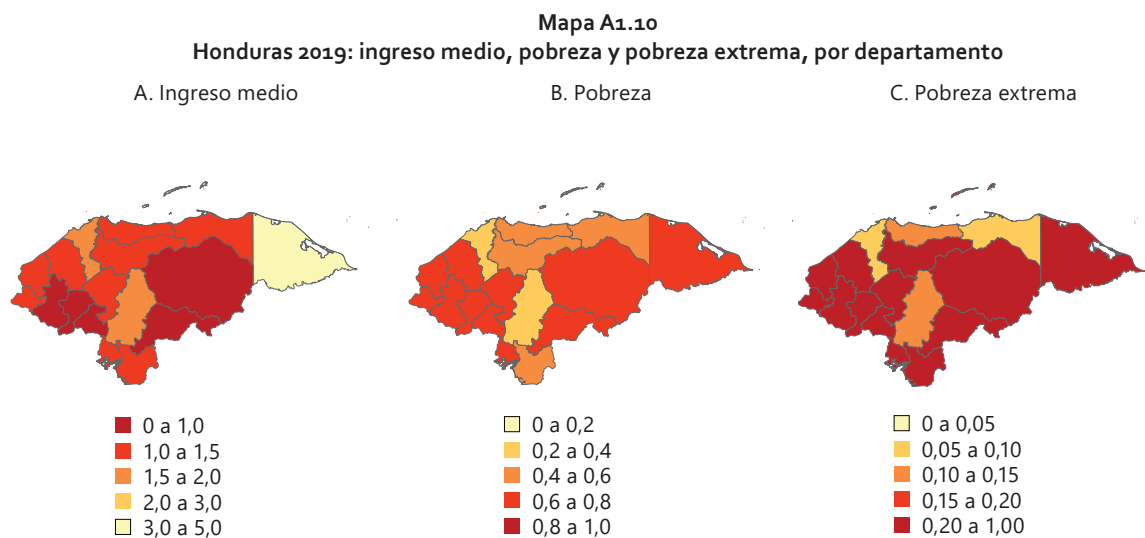 Mapa A1.10
Honduras 2019: ingreso medio, pobreza y pobreza extrema, por departamento
A. Ingreso medio
B. Pobreza
C. Pobreza extrema
0 a 1,0
1,0 a 1,5
1,5 a 2,0
2,0 a 3,0
3,0 a 5,0
0 a 0,2
0,2 a 0,4
0,4 a 0,6
0,6 a 0,8
0,8 a 1,0
0 a 0,05
0,05 a 0,10
0,10 a 0,15
0,15 a 0,20
0,20 a 1,00